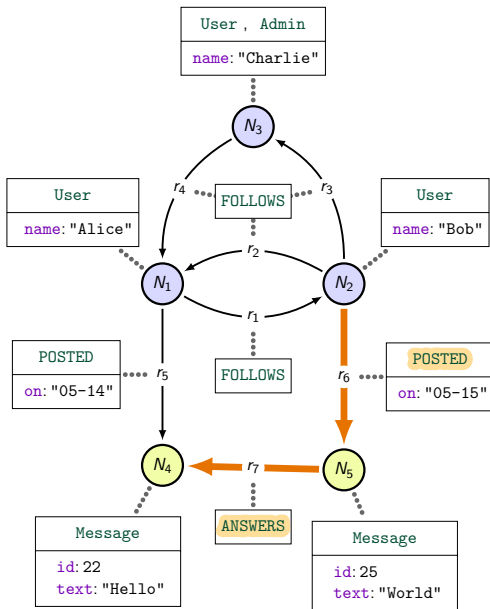 User , Admin
name: "Charlie"
N3
r4
r3
FOLLOWS
User
name: "Alice"
User
name: "Bob"
r2
N1
N2
r1
POSTED
on: "05-14"
r5
FOLLOWS
r6
POSTED
on: "05-15"
N4
r7
N5
ANSWERS
Message
id: 22
text: "Hello"
Message
id: 25
text: "World"